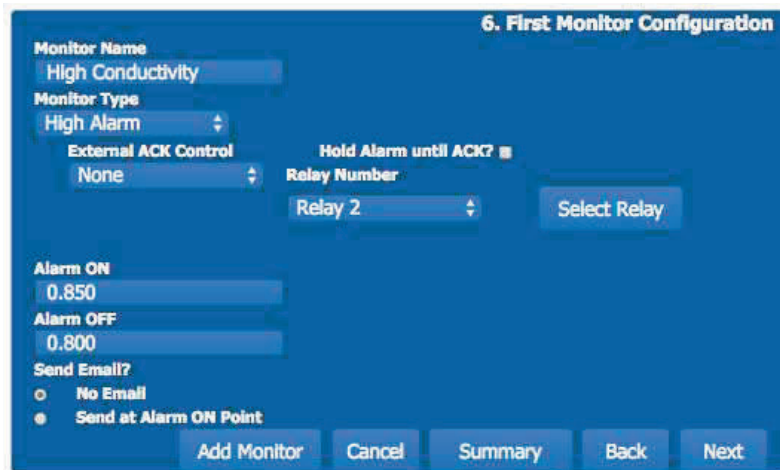 6. First Monitor Configuration
Monitor Name
High Conductivity
Monitor Type
High Alarm
External ACK Control Hold Alarm until ACK?
None Relay Number
Relay 2 Select Relay
Alarm ON
0.850
Alarm OFF
0.800
Send Email?
No Email
Send at Alarm ON Point
Add Monitor Cancel Summary Back Next